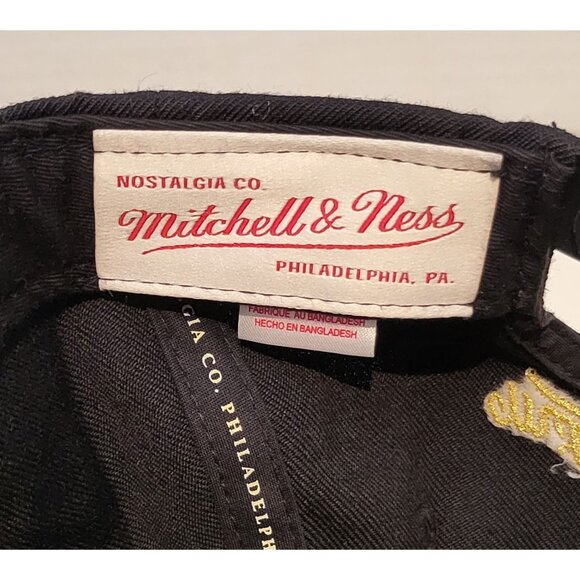 NOSTALGIA CO.
Mitchell & Ness
PHILADELPHIA, PA.
FABRIQUE AU BANGLADESH
HECHO EN BANGLADESH
GIA CO. PHILADELPH